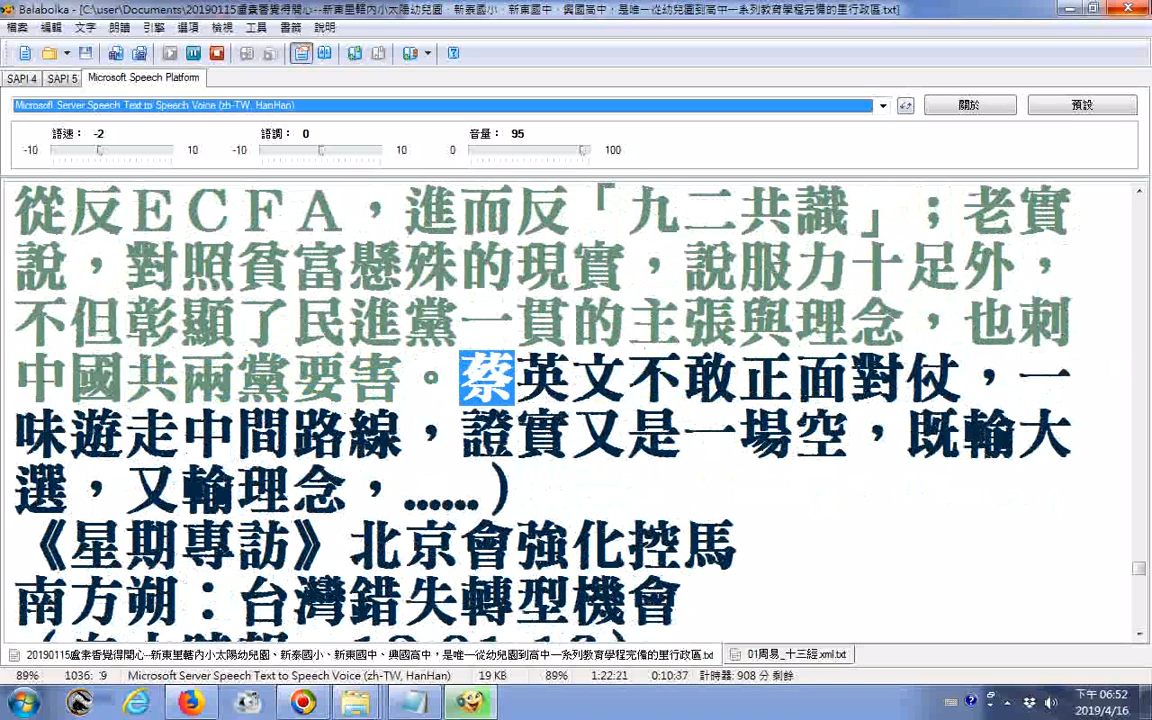 Balabolka - [C:\user\Documents\20190115盧素香覺得開心--新東里轄內小太陽幼兒園、新泰國小、新東國中、興國高中，是唯一從幼兒園到高中一系列教育學程完備的里行政區.txt]
檔案 編輯 文字 朗讀 引擎 選項 檢視 工具 書籤 說明
SAPI 4 SAPI 5 Microsoft Speech Platform
Microsoft Server Speech Text to Speech Voice (zh-TW, HanHan)
關於 預設
語速： -2 語調： 0 音量： 95
-10 10 -10 10 0 100
從反ＥＣＦＡ，進而反「九二共識」；老實
說，對照貧富懸殊的現實，說服力十足外，
不但彰顯了民進黨一貫的主張與理念，也刺
中國共兩黨要害。蔡英文不敢正面對仗，一
味遊走中間路線，證實又是一場空，既輸大
選，又輸理念，......)
《星期專訪》北京會強化控馬
南方朔：台灣錯失轉型機會
20190115盧素香覺得開心--新東里轄內小太陽幼兒園、新泰國小、新東國中、興國高中，是唯一從幼兒園到高中一系列教育學程完備的里行政區.txt 01周易_十三經.xml.txt
89% Microsoft Server Speech Text to Speech Voice (zh-TW, HanHan) 19 KB 89% 1:22:21 0:10:37 計時器: 908 分 剩餘
下午 06:52
2019/4/16